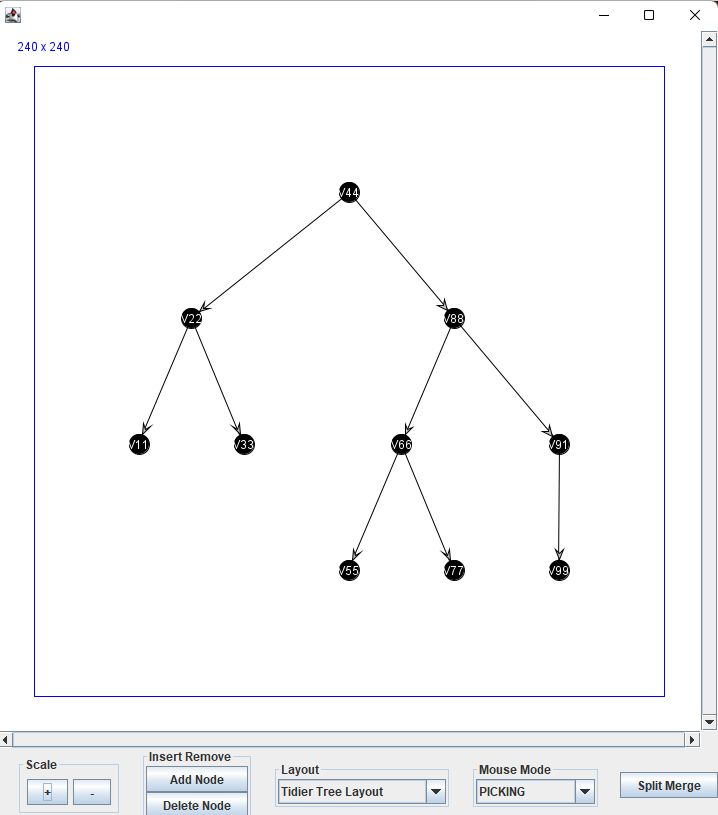 240 x 240
V44
V22
V88
V11
V33
V66
V91
V55
V77
V99
Scale
+
-
Insert Remove
Add Node
Delete Node
Layout
Tidier Tree Layout
Mouse Mode
PICKING
Split Merge